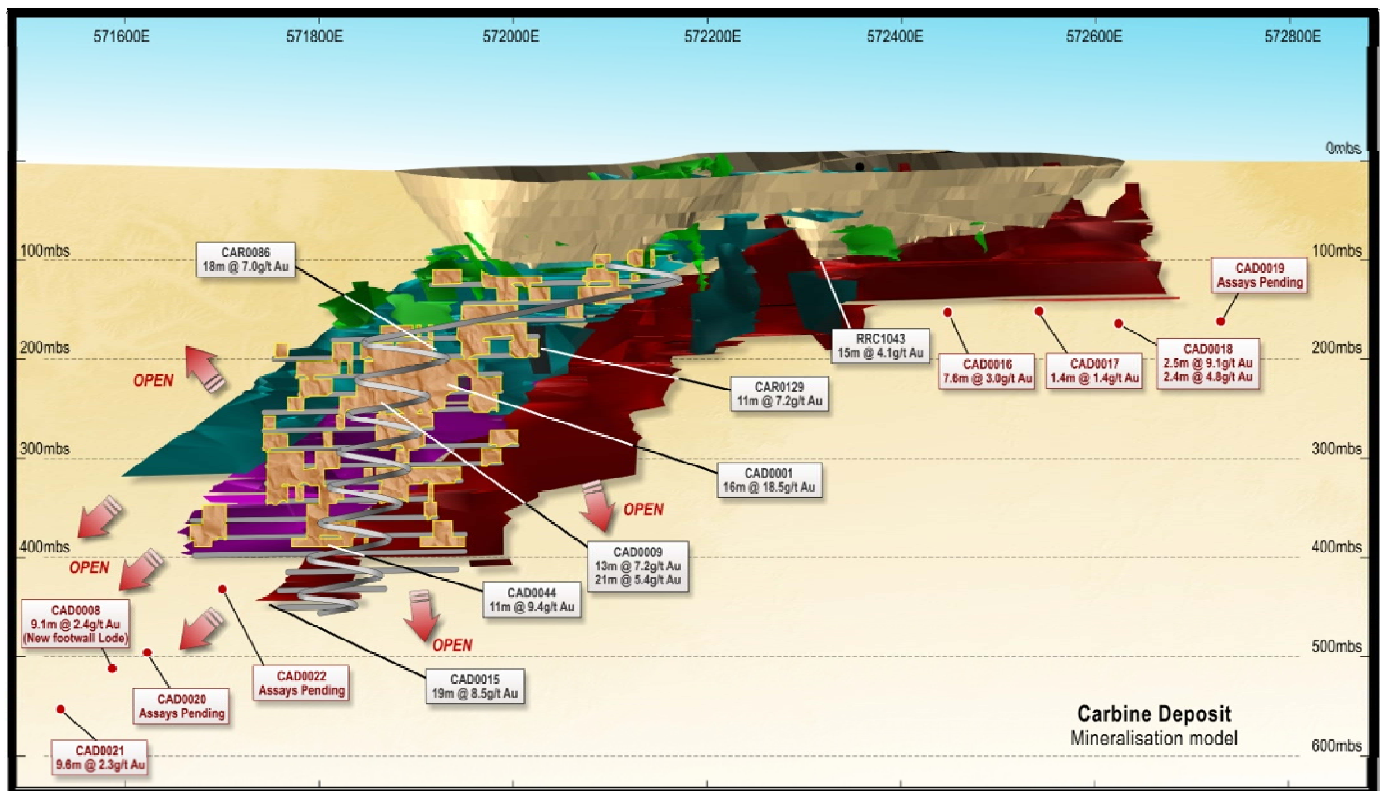 571600E
571800E
572000E
572200E
572400E
572600E
572800E
0mbs
100mbs
100mbs
200mbs
200mbs
300mbs
300mbs
400mbs
400mbs
500mbs
600mbs
CAR0086
18m @ 7.0g/t Au
CAD0019
Assays Pending
RRC1043
15m @ 4.1g/t Au
CAD0016
7.6m @ 3.0g/t Au
CAD0017
1.4m @ 1.4g/t Au
CAD0018
2.5m @ 9.1g/t Au
2.4m @ 4.8g/t Au
OPEN
CAR0129
11m @ 7.2g/t Au
CAD0001
16m @ 18.5g/t Au
OPEN
OPEN
CAD0009
13m @ 7.2g/t Au
21m @ 5.4g/t Au
CAD0044
11m @ 9.4g/t Au
CAD0008
9.1m @ 2.4g/t Au
(New footwall Lode)
OPEN
CAD0022
Assays Pending
CAD0015
19m @ 8.5g/t Au
CAD0020
Assays Pending
CAD0021
9.6m @ 2.3g/t Au
Carbine Deposit
Mineralisation model